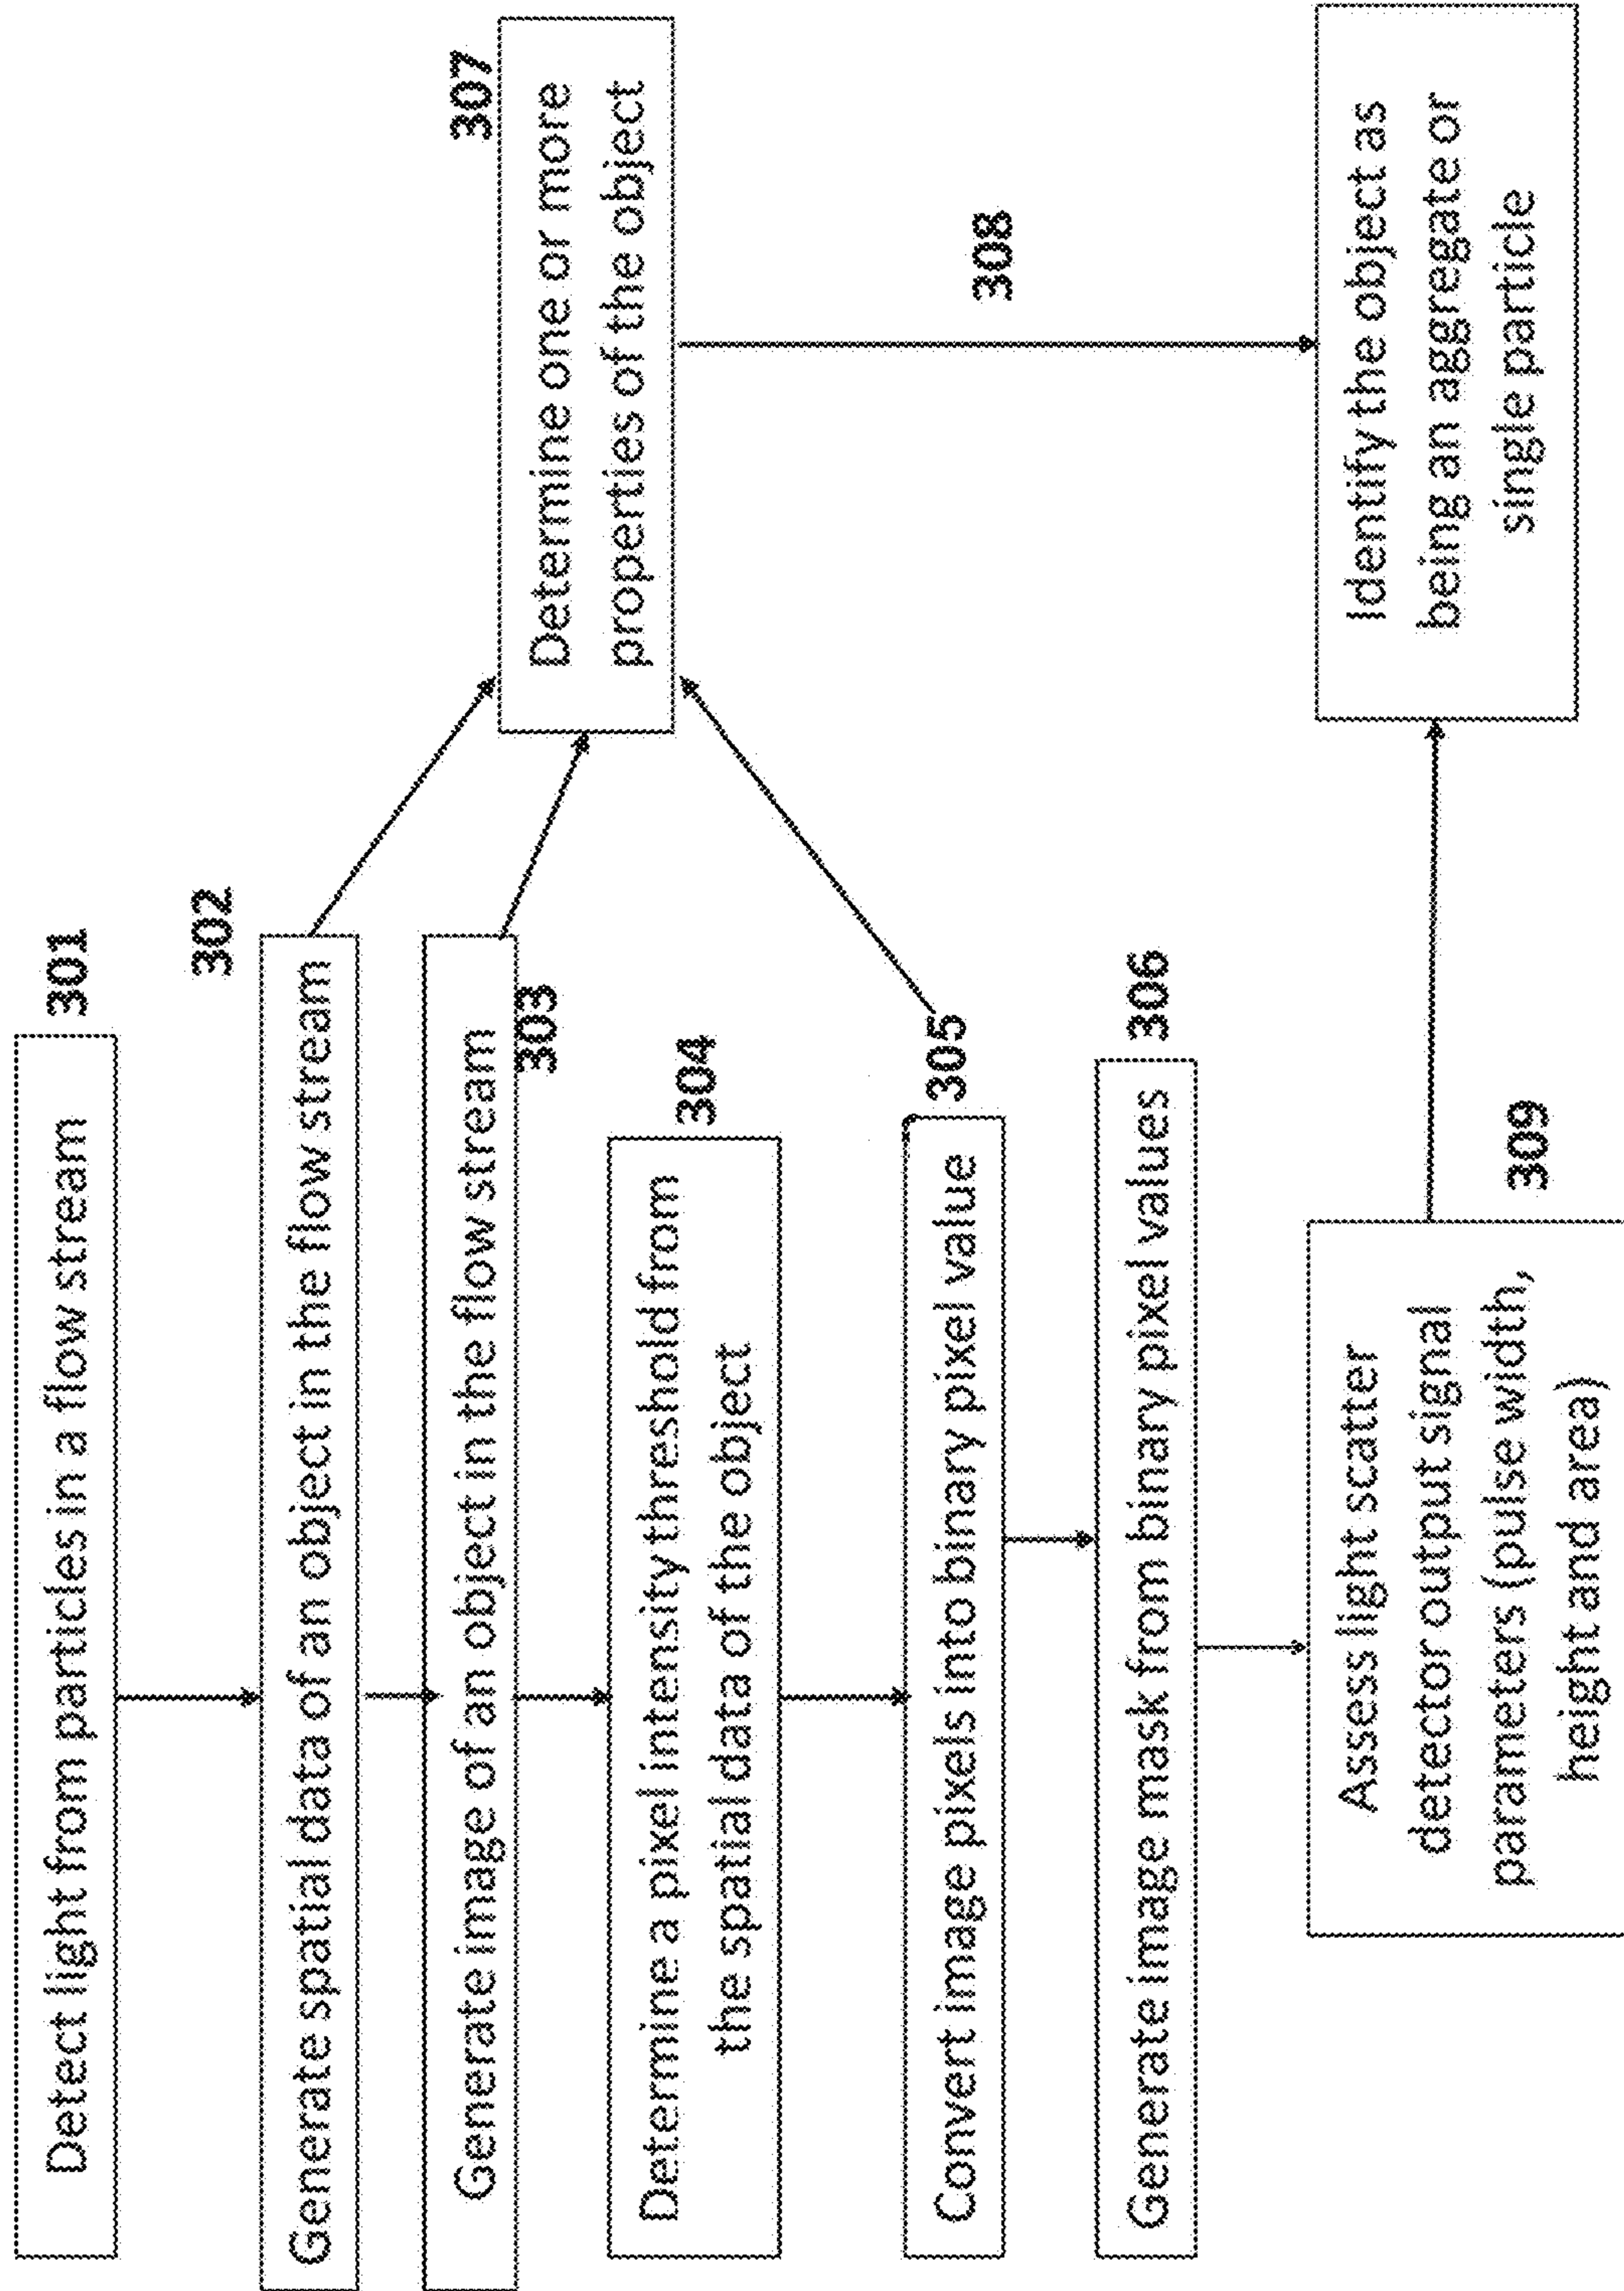 Detect light from particles in a flow stream
301
302
Generate spatial data of an object in the flow stream
Generate image of an object in the flow stream
303
304
Determine a pixel intensity threshold from
the spatial data of the object
Convert image pixels into binary pixel value
305
Generate image mask from binary pixel values
306
Assess light scatter
detector output signal
parameters (pulse width,
height and area)
309
307
Determine one or more
properties of the object
308
Identify the object as
being an aggregate or
single particle